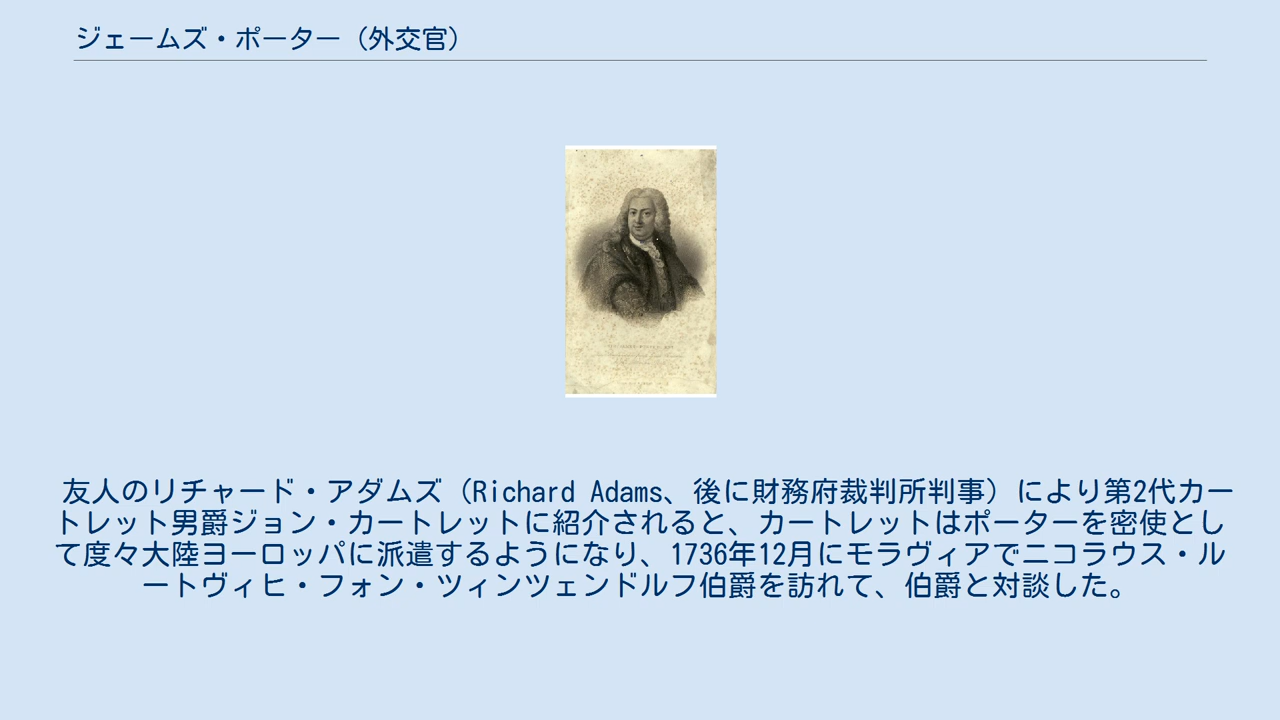 ジェームズ・ポーター（外交官）
友人のリチャード・アダムズ（Richard Adams、後に財務府裁判所判事）により第2代カー
トレット男爵ジョン・カートレットに紹介されると、カートレットはポーターを密使とし
て度々大陸ヨーロッパに派遣するようになり、1736年12月にモラヴィアでニコラウス・ル
ートヴィヒ・フォン・ツィンツェンドルフ伯爵を訪れて、伯爵と対談した。